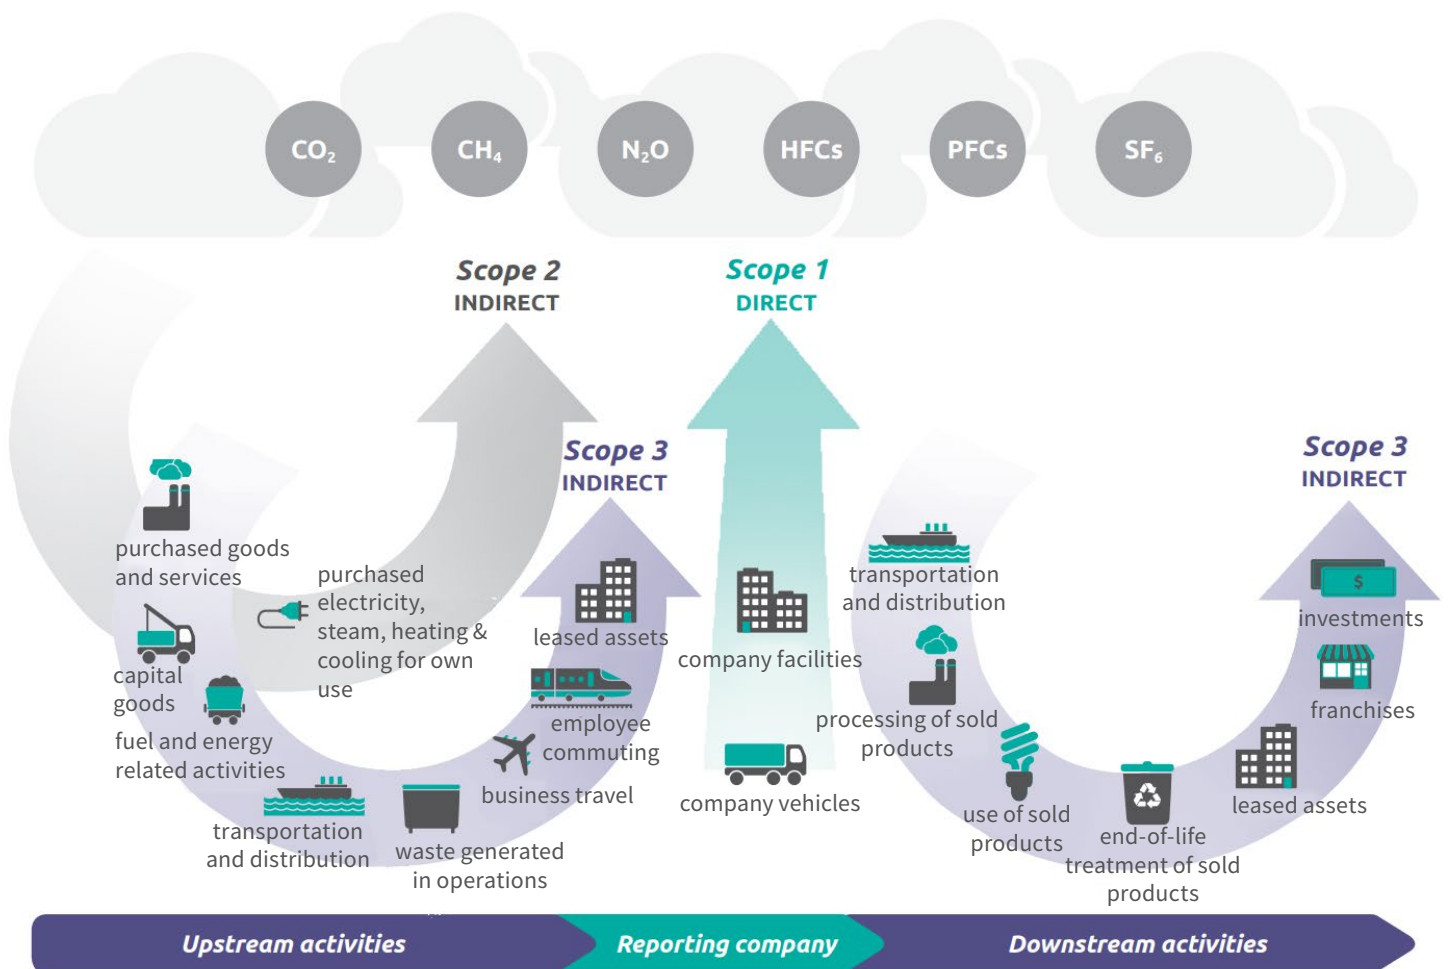 CO₂
CH₄
N₂O
HFCs
PFCs
SF₆
Scope 2
INDIRECT
Scope 1
DIRECT
Scope 3
INDIRECT
Scope 3
INDIRECT
purchased goods
and services
capital
goods
fuel and energy
related activities
purchased
electricity,
steam, heating &
cooling for own
use
transportation
and distribution
waste generated
in operations
business travel
employee
commuting
leased assets
company facilities
company vehicles
transportation
and distribution
processing of sold
products
use of sold
products
end-of-life
treatment of sold
products
leased assets
franchises
$
investments
Upstream activities
Reporting company
Downstream activities